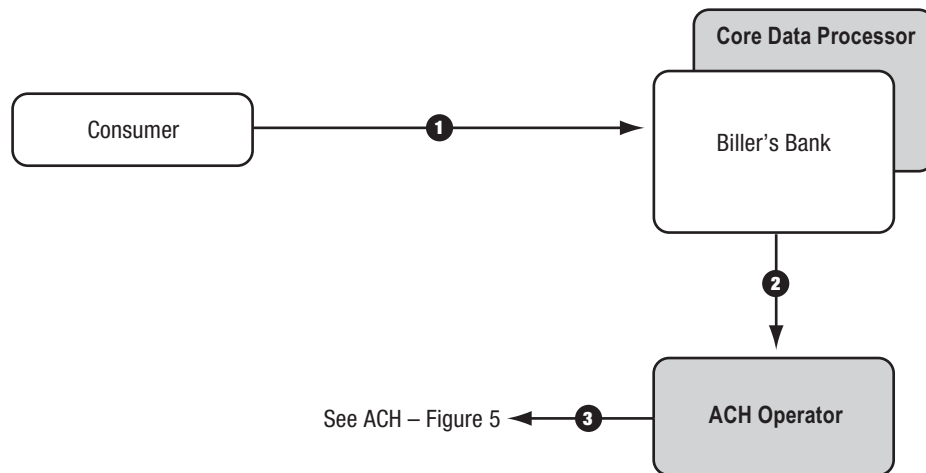 Core Data Processor
Consumer
1
Biller's Bank
2
ACH Operator
3
See ACH – Figure 5